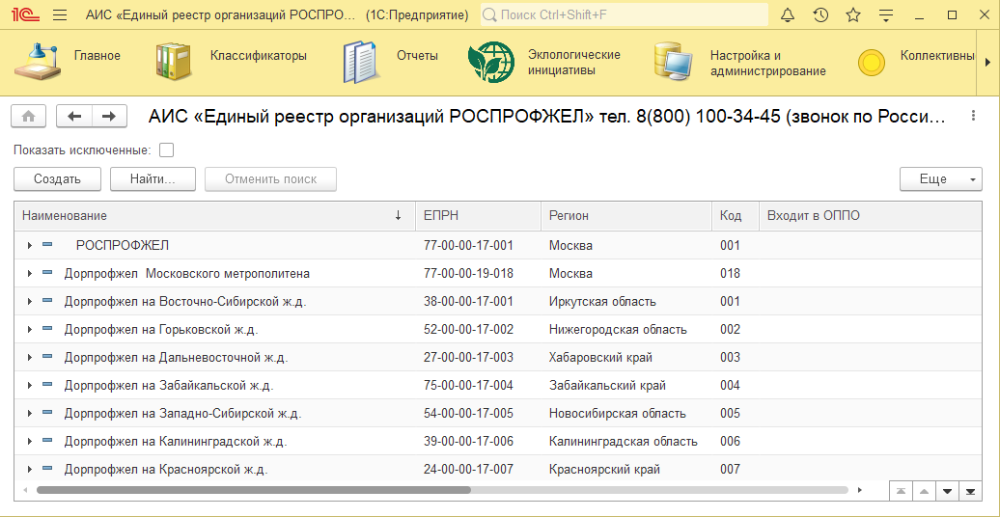 1С АИС «Единый реестр организаций РОСПРО... (1С:Предприятие) Поиск Ctrl+Shift+F
Главное Классификаторы Отчеты Эклологические инициативы Настройка и администрирование Коллективны
АИС «Единый реестр организаций РОСПРОФЖЕЛ» тел. 8(800) 100-34-45 (звонок по Росси...
Показать исключенные:
Создать Найти... Отменить поиск Еще
Наименование ЕПРН Регион Код Входит в ОППО
РОСПРОФЖЕЛ 77-00-00-17-001 Москва 001
Дорпрофжел Московского метрополитена 77-00-00-19-018 Москва 018
Дорпрофжел на Восточно-Сибирской ж.д. 38-00-00-17-001 Иркутская область 001
Дорпрофжел на Горьковской ж.д. 52-00-00-17-002 Нижегородская область 002
Дорпрофжел на Дальневосточной ж.д. 27-00-00-17-003 Хабаровский край 003
Дорпрофжел на Забайкальской ж.д. 75-00-00-17-004 Забайкальский край 004
Дорпрофжел на Западно-Сибирской ж.д. 54-00-00-17-005 Новосибирская область 005
Дорпрофжел на Калининградской ж.д. 39-00-00-17-006 Калининградская область 006
Дорпрофжел на Красноярской ж.д. 24-00-00-17-007 Красноярский край 007